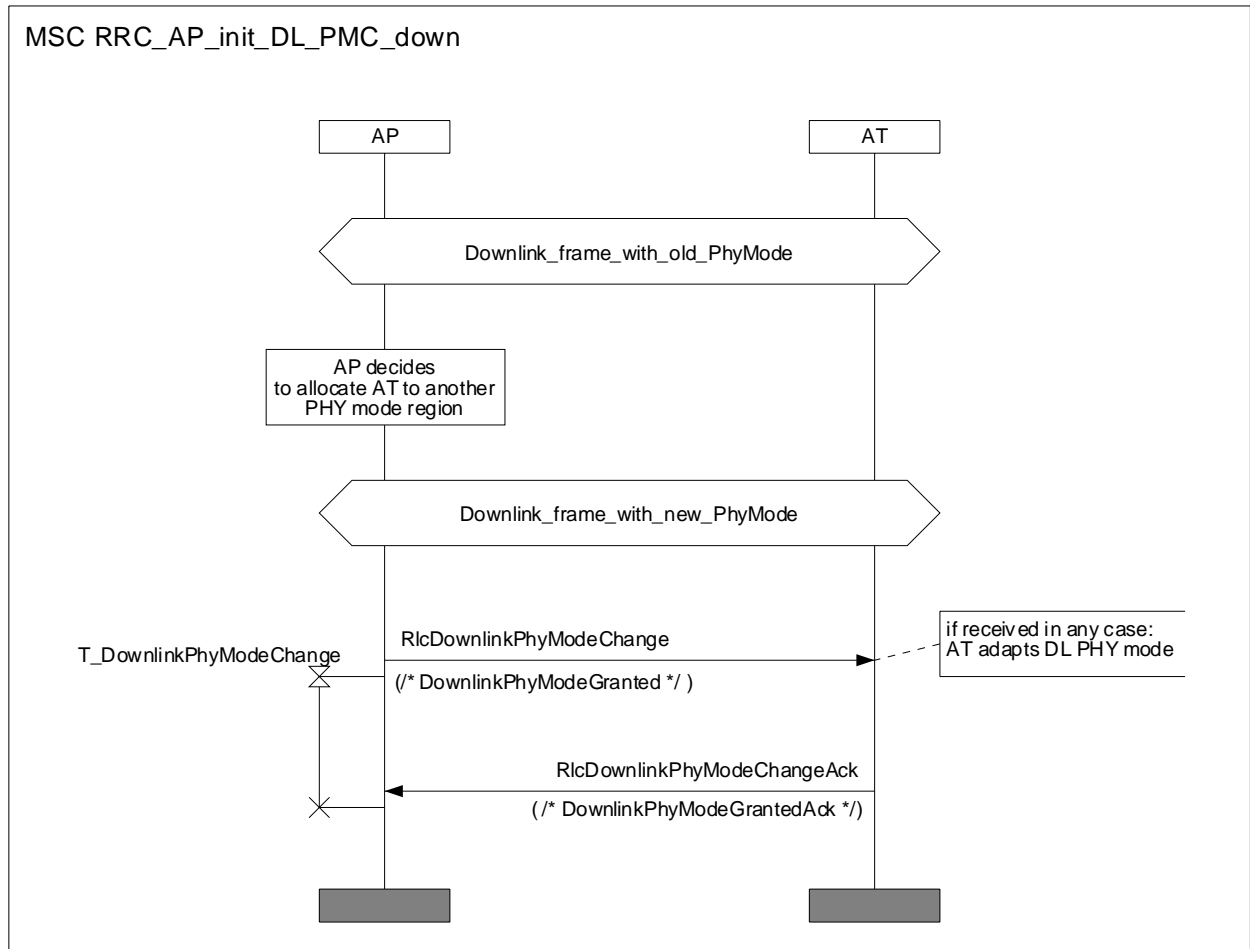 MSC RRC_AP_init_DL_PMC_down
AP
AT
Downlink_frame_with_old_PhyMode
AP decides
to allocate AT to another
PHY mode region
Downlink_frame_with_new_PhyMode
if received in any case:
AT adapts DL PHY mode
RlcDownlinkPhyModeChange
T_DownlinkPhyModeChange
(/* DownlinkPhyModeGranted */ )
RlcDownlinkPhyModeChangeAck
( /* DownlinkPhyModeGrantedAck */)